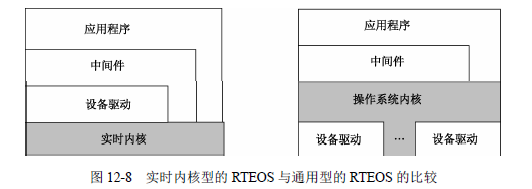 应用程序
中间件
设备驱动
实时内核
应用程序
中间件
操作系统内核
设备驱动 … 设备驱动
图 12-8 实时内核型的 RTEOS 与通用型的 RTEOS 的比较